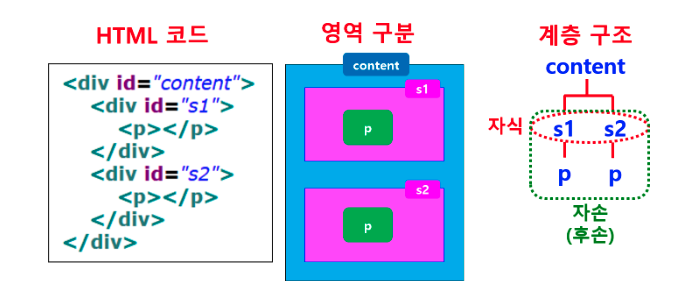 HTML 코드
<div id="content">
<div id="s1">
<p></p>
</div>
<div id="s2">
<p></p>
</div>
</div>
영역 구분
content
s1
p
s2
p
계층 구조
content
자식
s1 s2
p p
자손
(후손)